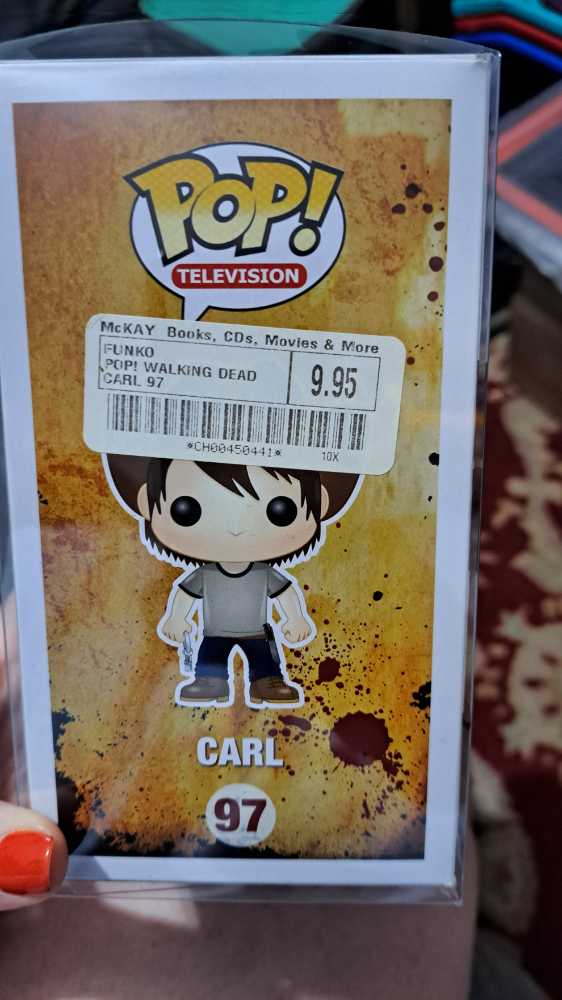 POP!
TELEVISION
McKAY Books, CDs, Movies & More
FUNKO
POP! WALKING DEAD
CARL 97
9.95
*CH00450441*
10X
CARL
97